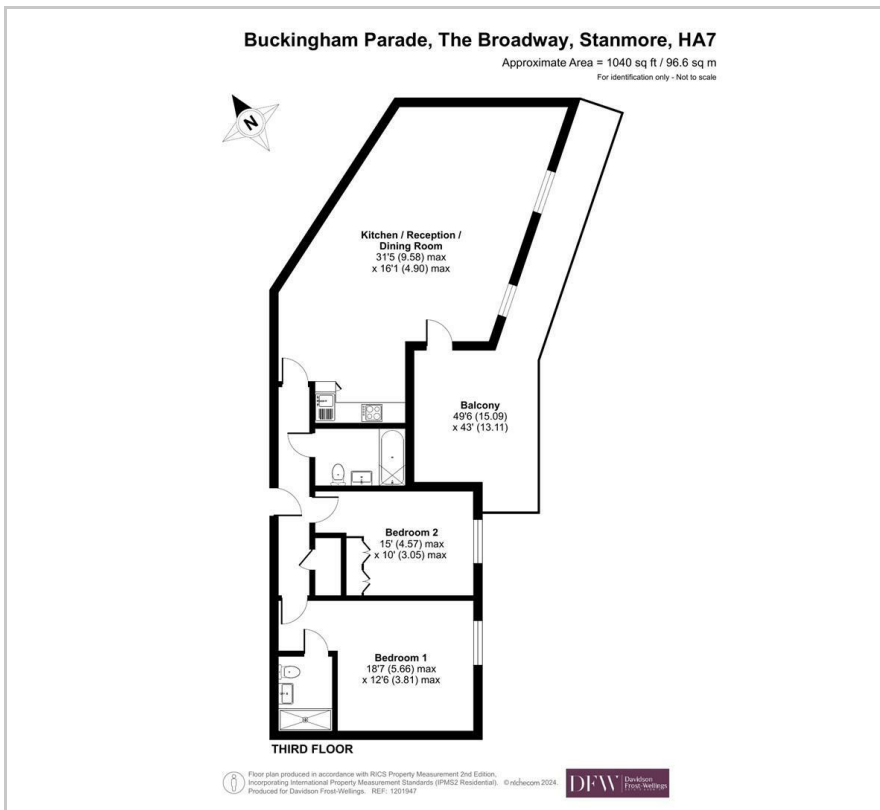 Buckingham Parade, The Broadway, Stanmore, HA7
Approximate Area = 1040 sq ft / 96.6 sq m
For identification only - Not to scale
N
Kitchen / Reception /
Dining Room
31'5 (9.58) max
x 16'1 (4.90) max
Balcony
49'6 (15.09)
x 43' (13.11)
Bedroom 2
15' (4.57) max
x 10' (3.05) max
Bedroom 1
18'7 (5.66) max
x 12'6 (3.81) max
THIRD FLOOR
Floor plan produced in accordance with RICS Property Measurement 2nd Edition,
Incorporating International Property Measurement Standards (IPMS2 Residential). © nichecom 2024.
Produced for Davidson Frost-Wellings. REF: 1201947
DFW
Davidson
Frost-Wellings